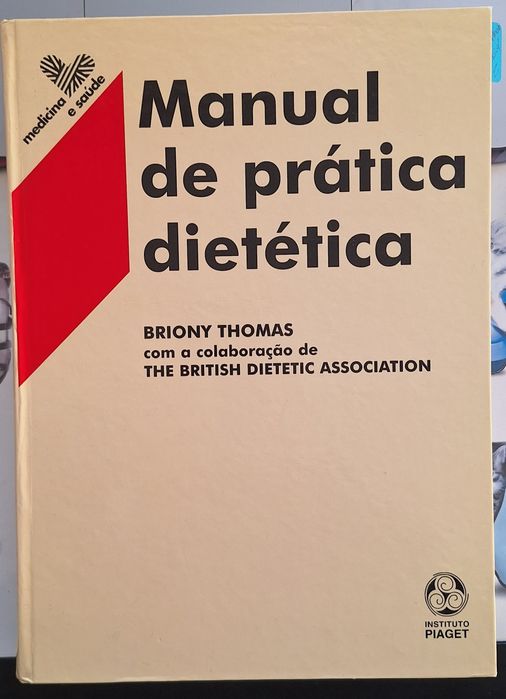 medicina
e saúde
Manual
de prática
dietética
BRIONY THOMAS
com a colaboração de
THE BRITISH DIETETIC ASSOCIATION
INSTITUTO
PIAGET